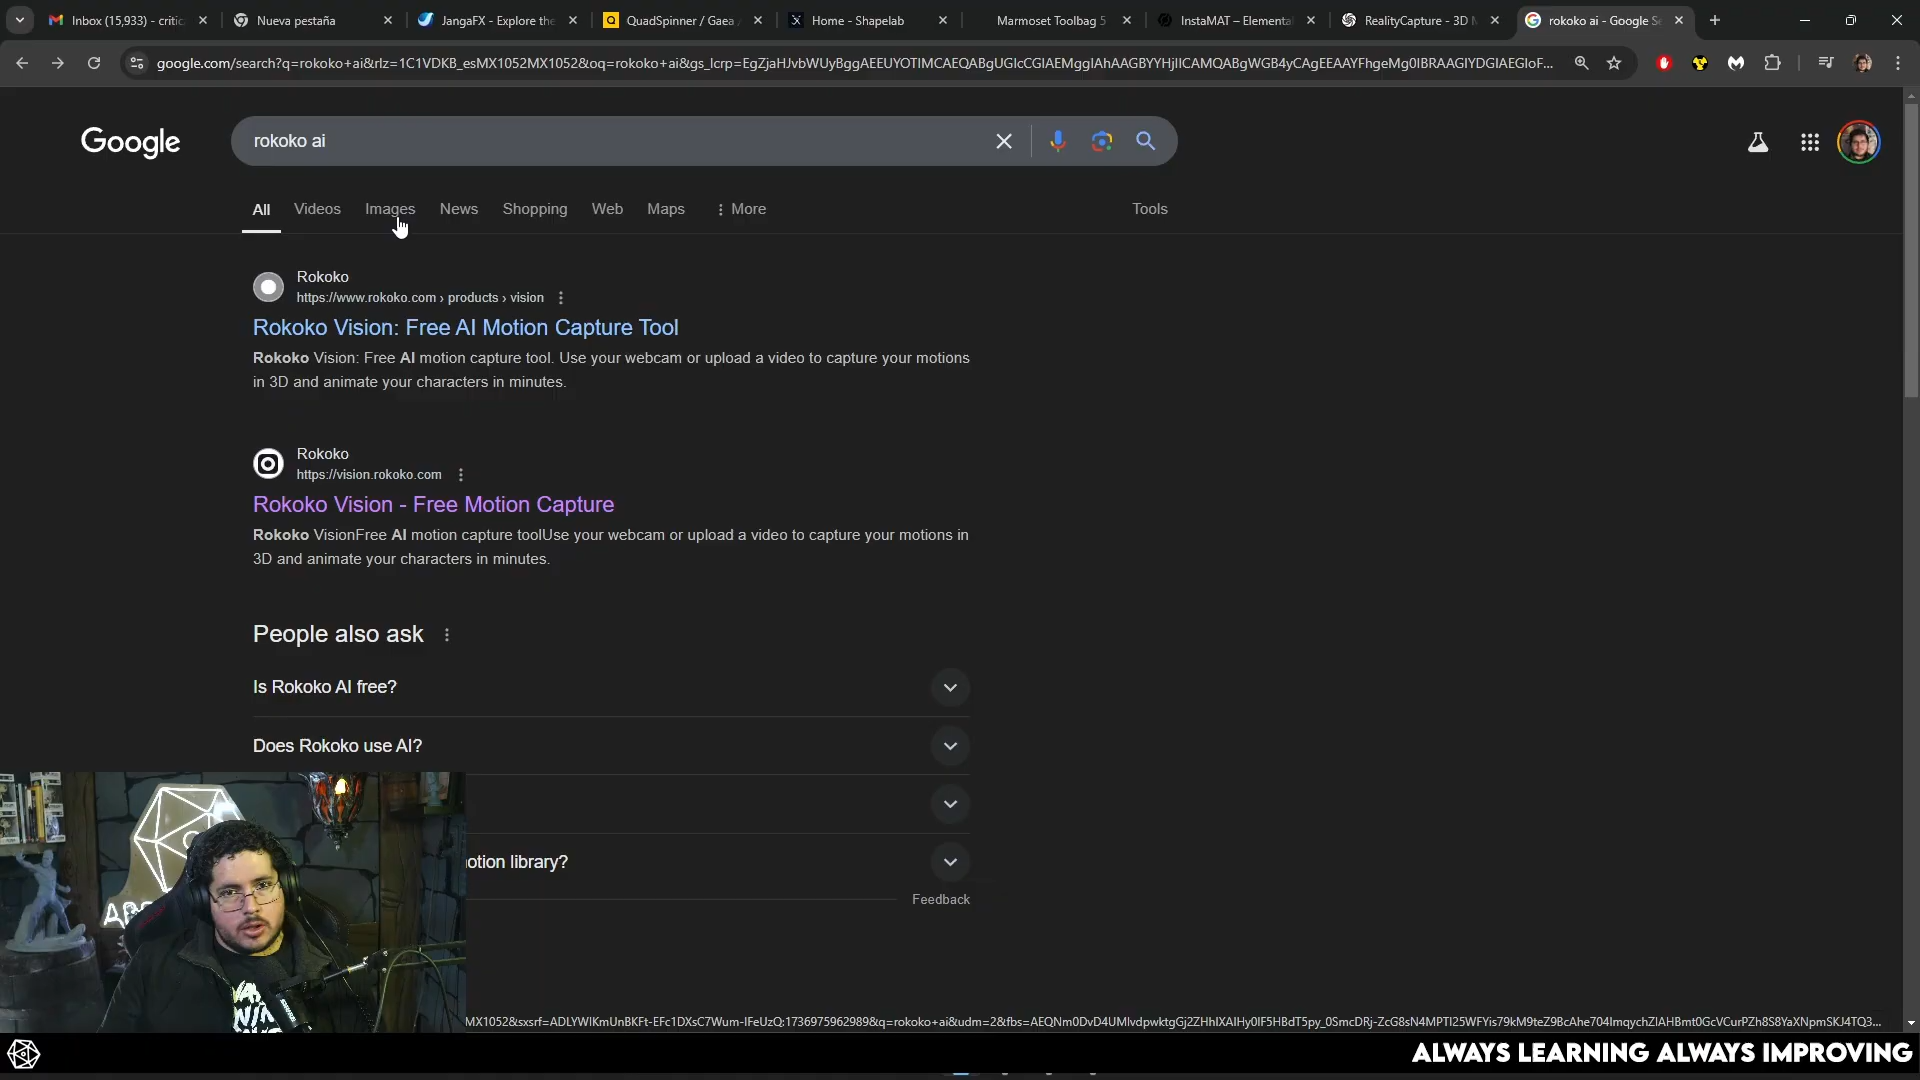 Inbox (15,933) - critic
Nueva pestaña
JangaFX - Explore the
QuadSpinner / Gaea
Home - Shapelab
Marmoset Toolbag 5
InstaMAT – Elementa
RealityCapture - 3D M
rokoko ai - Google Se
google.com/search?q=rokoko+ai&rlz=1C1VDKB_esMX1052MX1052&oq=rokoko+ai&gs_lcrp=
Google
rokoko ai
All
Videos
Images
News
Shopping
Web
Maps
More
Tools
Rokoko
https://www.rokoko.com › products › vision
Rokoko Vision: Free AI Motion Capture Tool
Rokoko Vision: Free AI motion capture tool. Use your webcam or upload a video to capture your motions
in 3D and animate your characters in minutes.
Rokoko
https://vision.rokoko.com
Rokoko Vision - Free Motion Capture
Rokoko VisionFree AI motion capture toolUse your webcam or upload a video to capture your motions in
3D and animate your characters in minutes.
People also ask
Is Rokoko AI free?
Does Rokoko use AI?
otion library?
Feedback
ALWAYS LEARNING ALWAYS IMPROVING